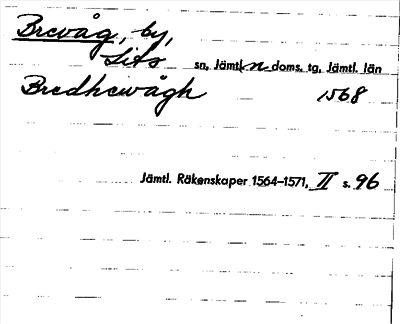 Brevåg, by,
Lits sn, Jämtl. n. doms. tg, Jämtl. län
Bredhewågh 1568
Jämtl. Räkenskaper 1564–1571, II s. 96